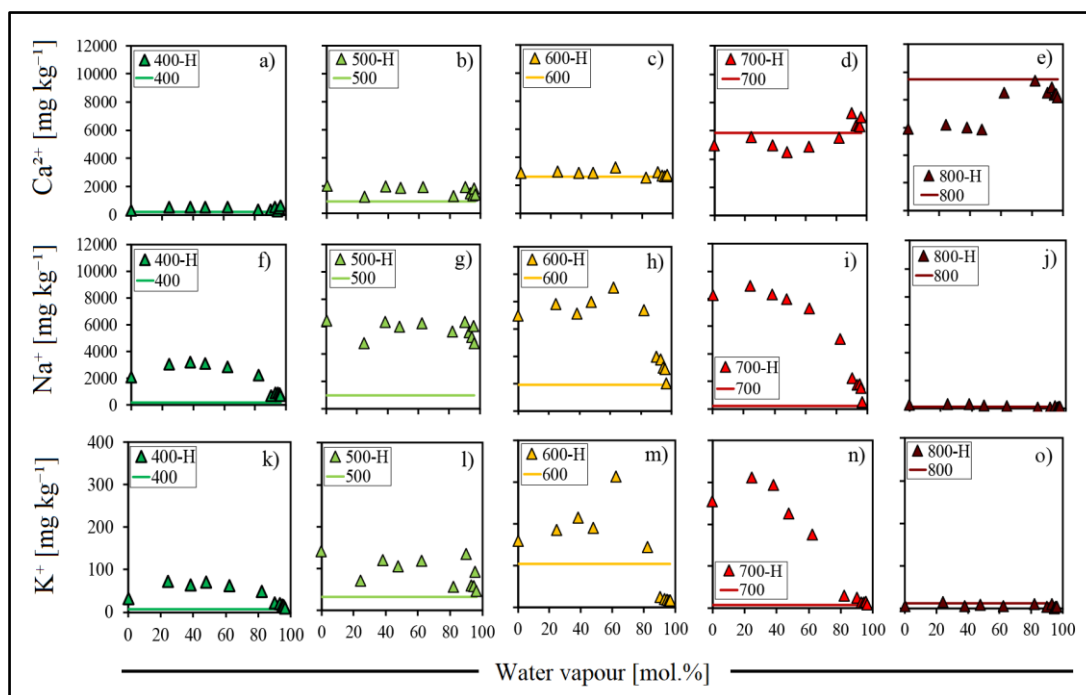 Ca²⁺ [mg kg⁻¹]
12000
10000
8000
6000
4000
2000
0
400-H
400
a)
500-H
500
b)
600-H
600
c)
700-H
700
d)
e)
800-H
800
Na⁺ [mg kg⁻¹]
12000
10000
8000
6000
4000
2000
0
400-H
400
f)
500-H
500
g)
600-H
600
h)
i)
700-H
700
800-H
800
j)
K⁺ [mg kg⁻¹]
400
300
200
100
0
400-H
400
k)
500-H
500
l)
600-H
600
m)
n)
700-H
700
800-H
800
o)
0 20 40 60 80 100
0 20 40 60 80 100
0 20 40 60 80 100
0 20 40 60 80 100
0 20 40 60 80 100
Water vapour [mol.%]